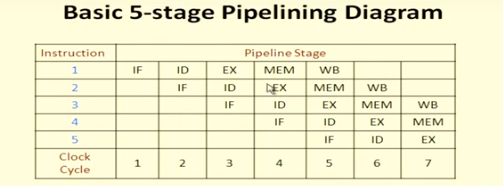 Basic 5-stage Pipelining Diagram
Instruction Pipeline Stage
1 IF ID EX MEM WB
2 IF ID EX MEM WB
3 IF ID EX MEM WB
4 IF ID EX MEM
5 IF ID EX
Clock
Cycle 1 2 3 4 5 6 7